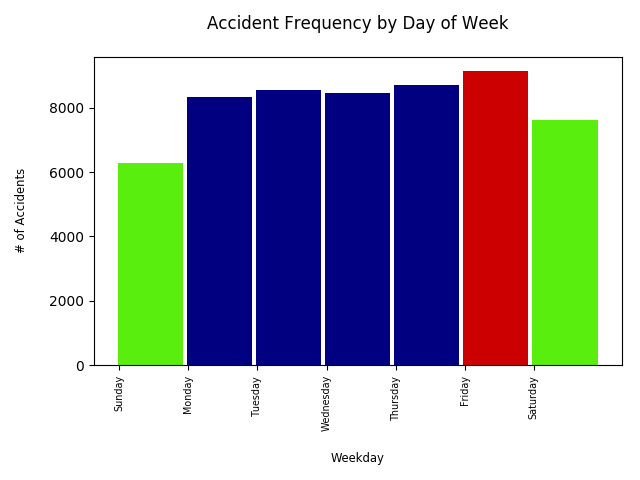 Accident Frequency by Day of Week
# of Accidents
8000
6000
4000
2000
0
Sunday
Monday
Tuesday
Wednesday
Thursday
Friday
Saturday
Weekday